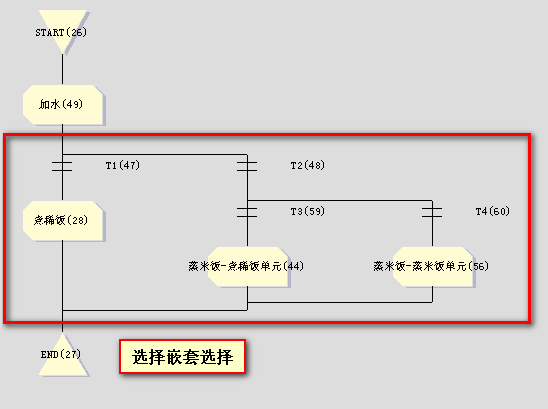 START(26)
加水(49)
T1(47)
T2(48)
煮稀饭(28)
T3(59)
T4(60)
蒸米饭-煮稀饭单元(44)
蒸米饭-蒸米饭单元(56)
END(27)
选择嵌套选择